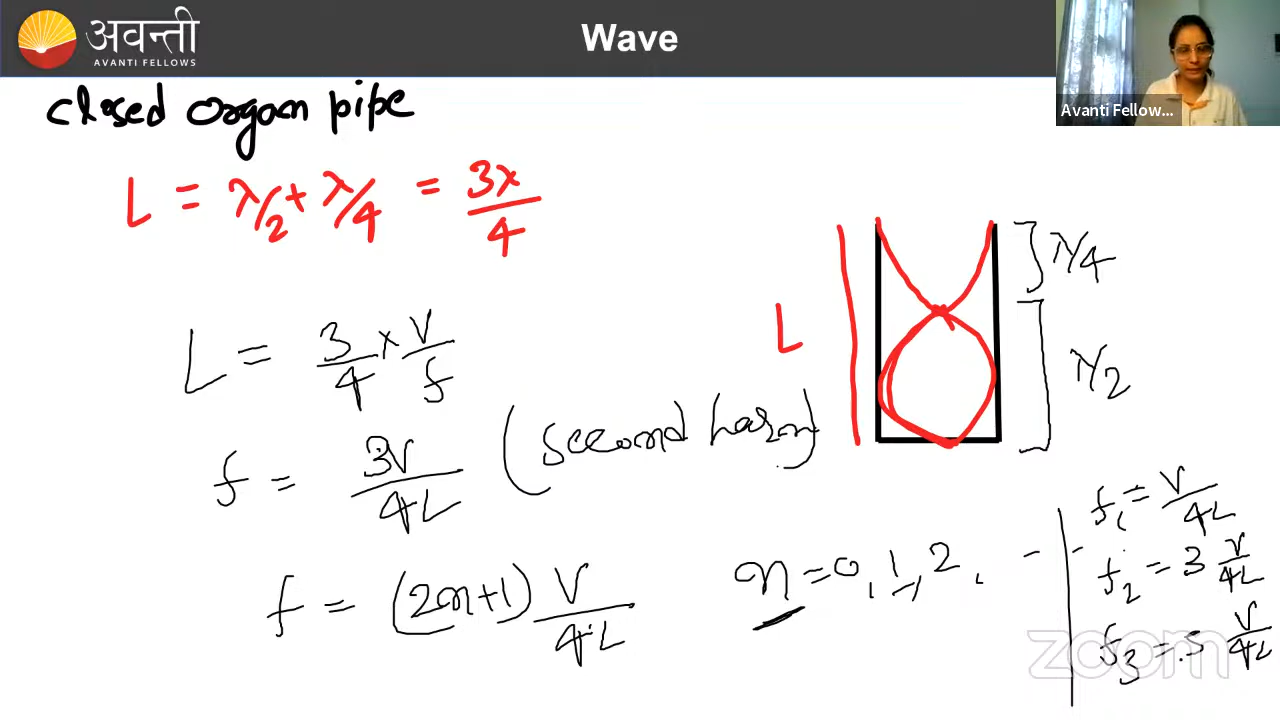 अवन्ती
AVANTI FELLOWS
Wave
Avanti Fellow...
closed organ pipe
L = λ/2 + λ/4 = 3λ/4
L = 3/4 × V/f
f = 3V/4L (second harm)
f = (2n+1) V/4L
n = 0, 1, 2, - -
L
λ/4
λ/2
f1 = V/4L
f2 = 3 V/4L
f3 = 5 V/4L
zoom